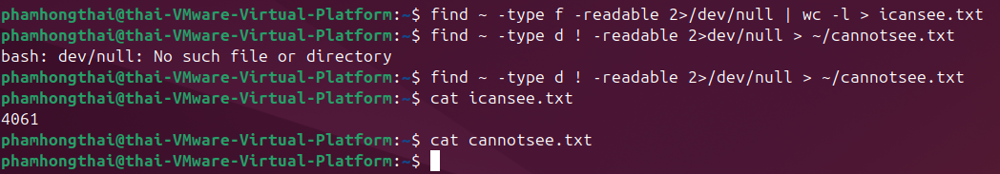 phamhongthai@thai-VMware-Virtual-Platform:~$ find ~ -type f -readable 2>/dev/null | wc -l > icansee.txt
phamhongthai@thai-VMware-Virtual-Platform:~$ find ~ -type d ! -readable 2>dev/null > ~/cannotsee.txt
bash: dev/null: No such file or directory
phamhongthai@thai-VMware-Virtual-Platform:~$ find ~ -type d ! -readable 2>/dev/null > ~/cannotsee.txt
phamhongthai@thai-VMware-Virtual-Platform:~$ cat icansee.txt
4061
phamhongthai@thai-VMware-Virtual-Platform:~$ cat cannotsee.txt
phamhongthai@thai-VMware-Virtual-Platform:~$